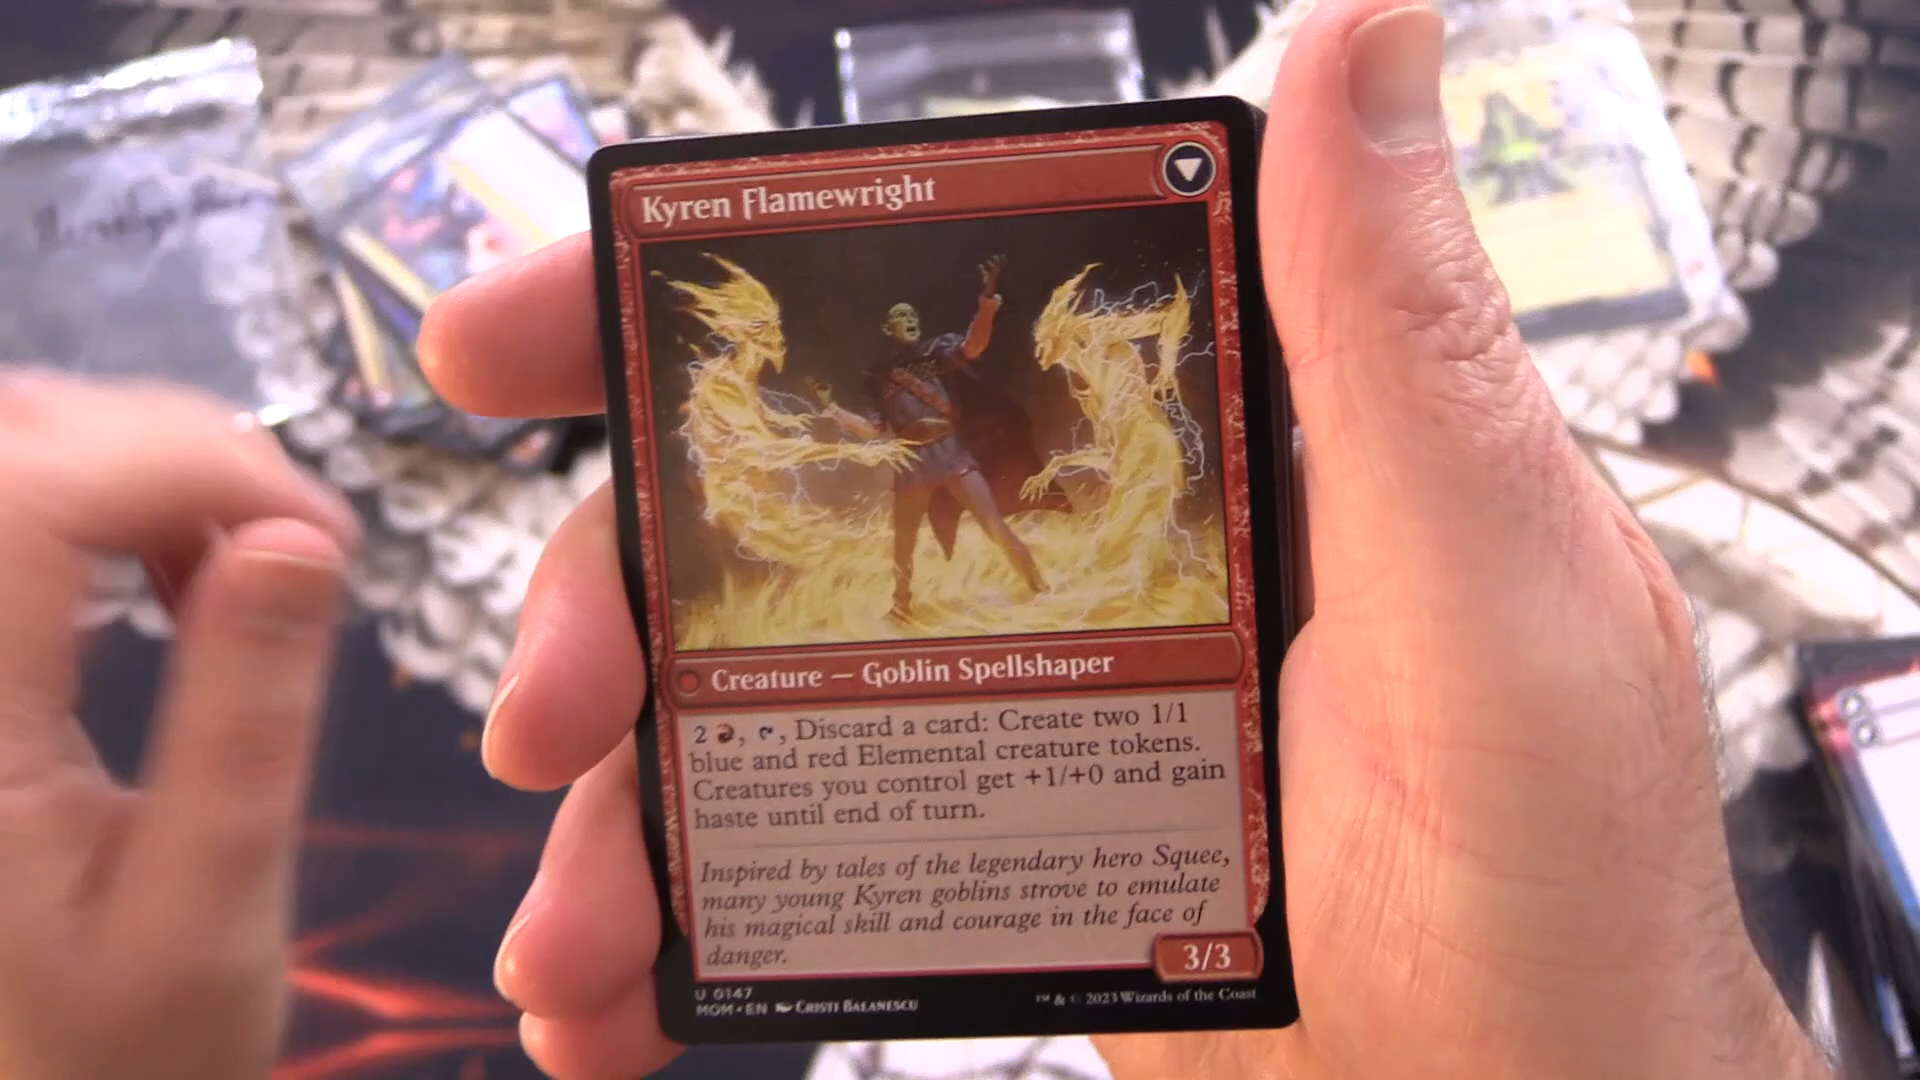 Kyren Flamewright
Creature — Goblin Spellshaper
2 , , Discard a card: Create two 1/1
blue and red Elemental creature tokens.
Creatures you control get +1/+0 and gain
haste until end of turn.
Inspired by tales of the legendary hero Squee,
many young Kyren goblins strove to emulate
his magical skill and courage in the face of
danger.
3/3
U 0147
MOM • EN Cristi Balanescu
™ & © 2023 Wizards of the Coast